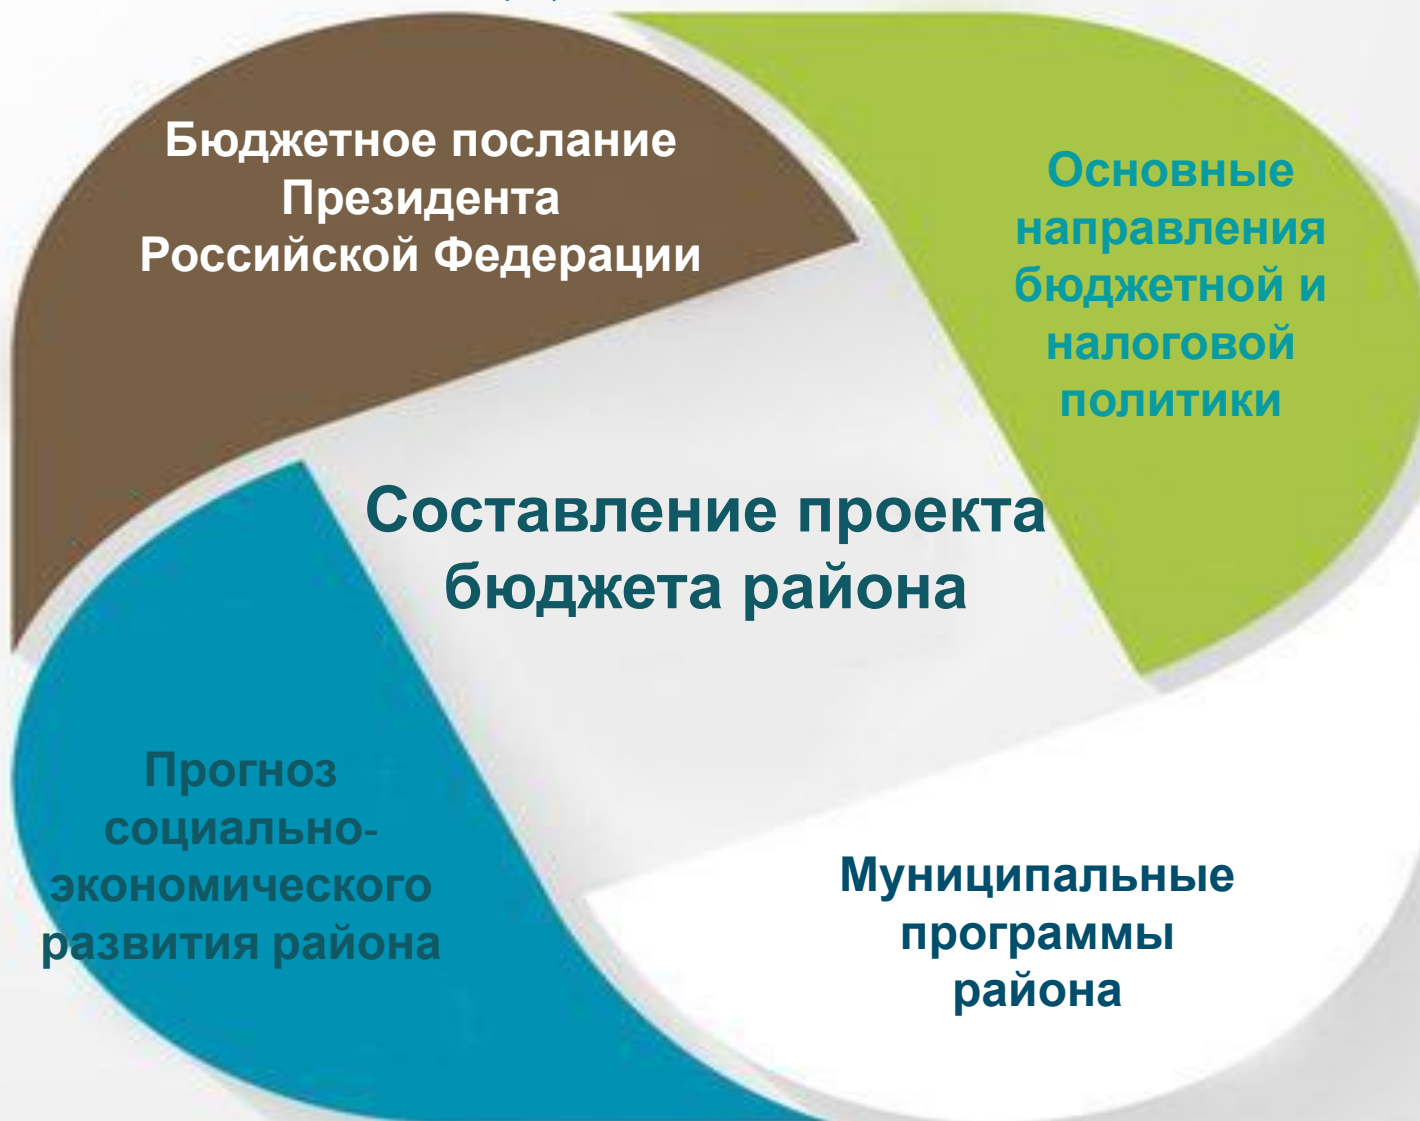 Бюджетное послание
Президента
Российской Федерации
Основные
направления
бюджетной и
налоговой
политики
Составление проекта
бюджета района
Прогноз
социально-
экономического
развития района
Муниципальные
программы
района